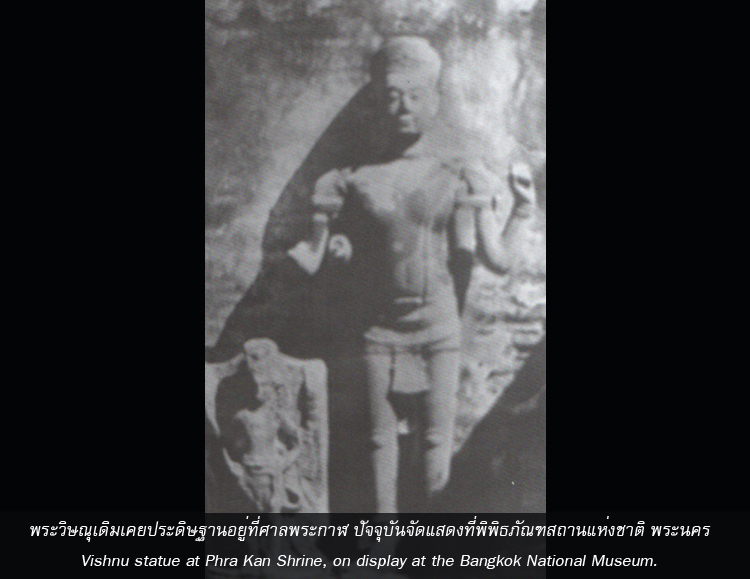 พระวิษณุเดิมเคยประดิษฐานอยู่ที่ศาลพระกาฬ ปัจจุบันจัดแสดงที่พิพิธภัณฑสถานแห่งชาติ พระนคร
Vishnu statue at Phra Kan Shrine, on display at the Bangkok National Museum.